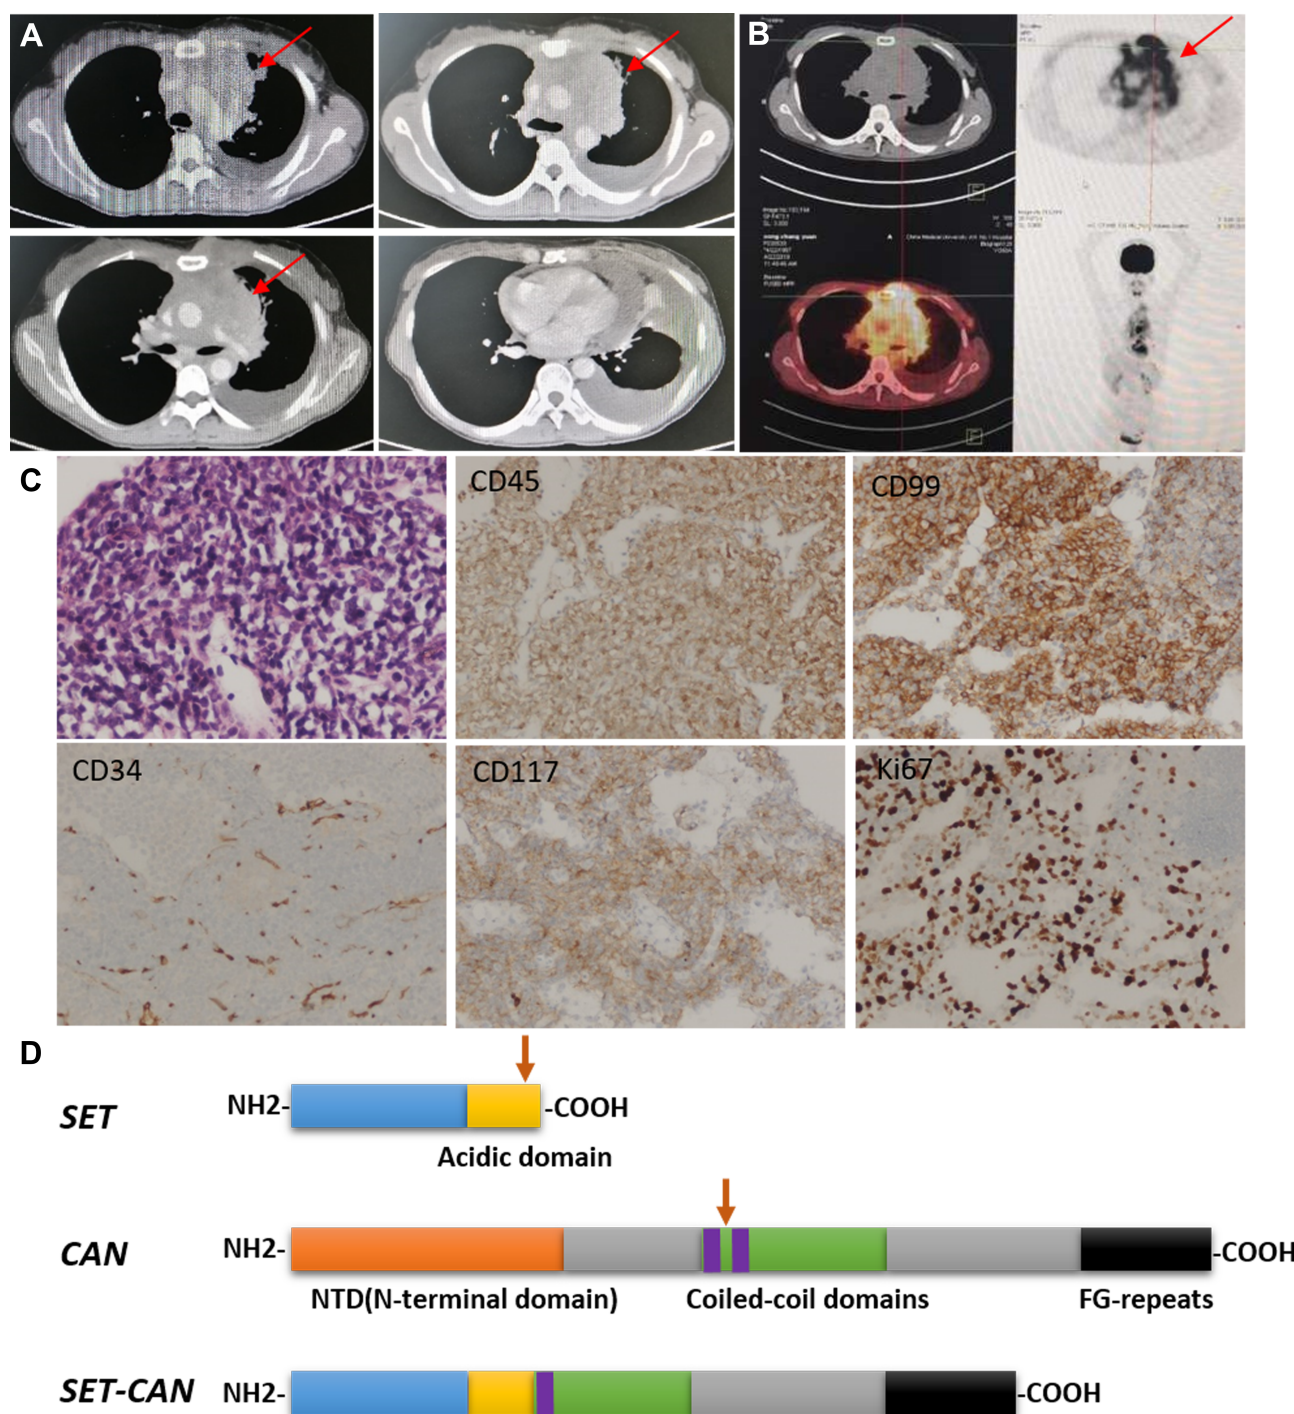 A
B
C
CD45
CD99
CD34
CD117
Ki67
D
SET
NH2-
-COOH
Acidic domain
CAN
NH2-
-COOH
NTD(N-terminal domain)
Coiled-coil domains
FG-repeats
SET-CAN
NH2-
-COOH